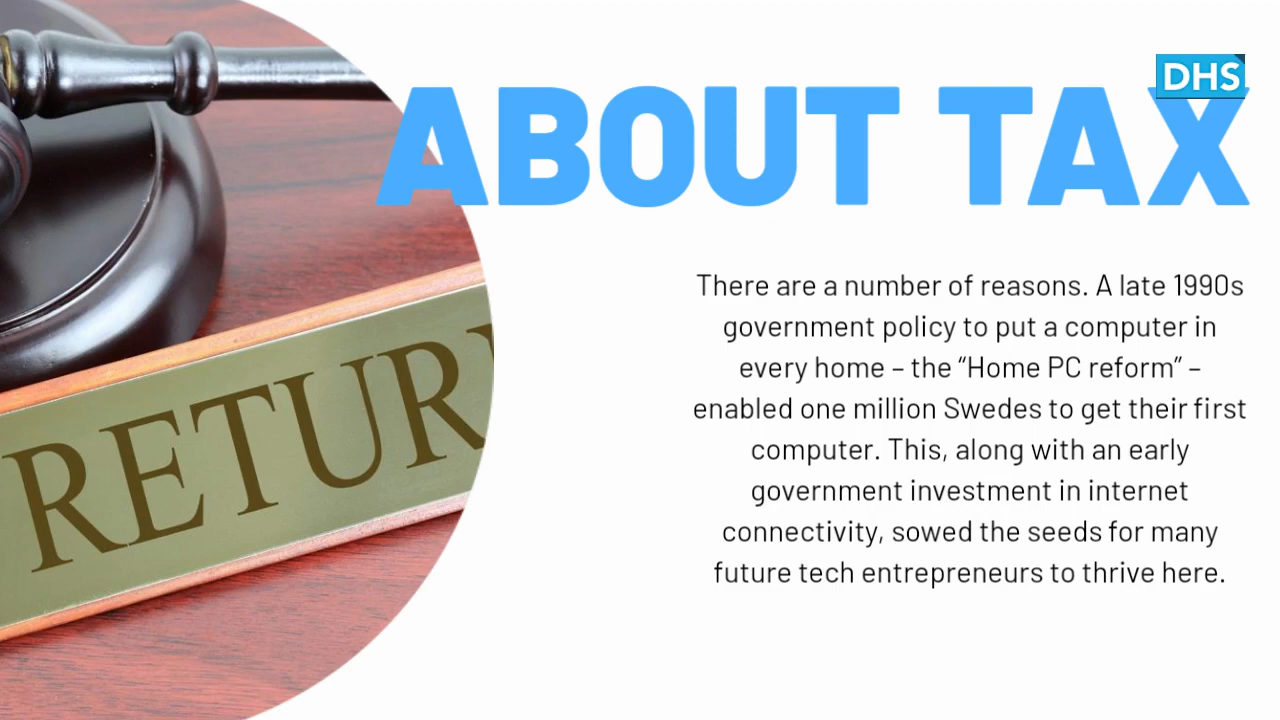 DHS
ABOUT TAX
There are a number of reasons. A late 1990s
government policy to put a computer in
every home – the “Home PC reform” –
enabled one million Swedes to get their first
computer. This, along with an early
government investment in internet
connectivity, sowed the seeds for many
future tech entrepreneurs to thrive here.
RETUR